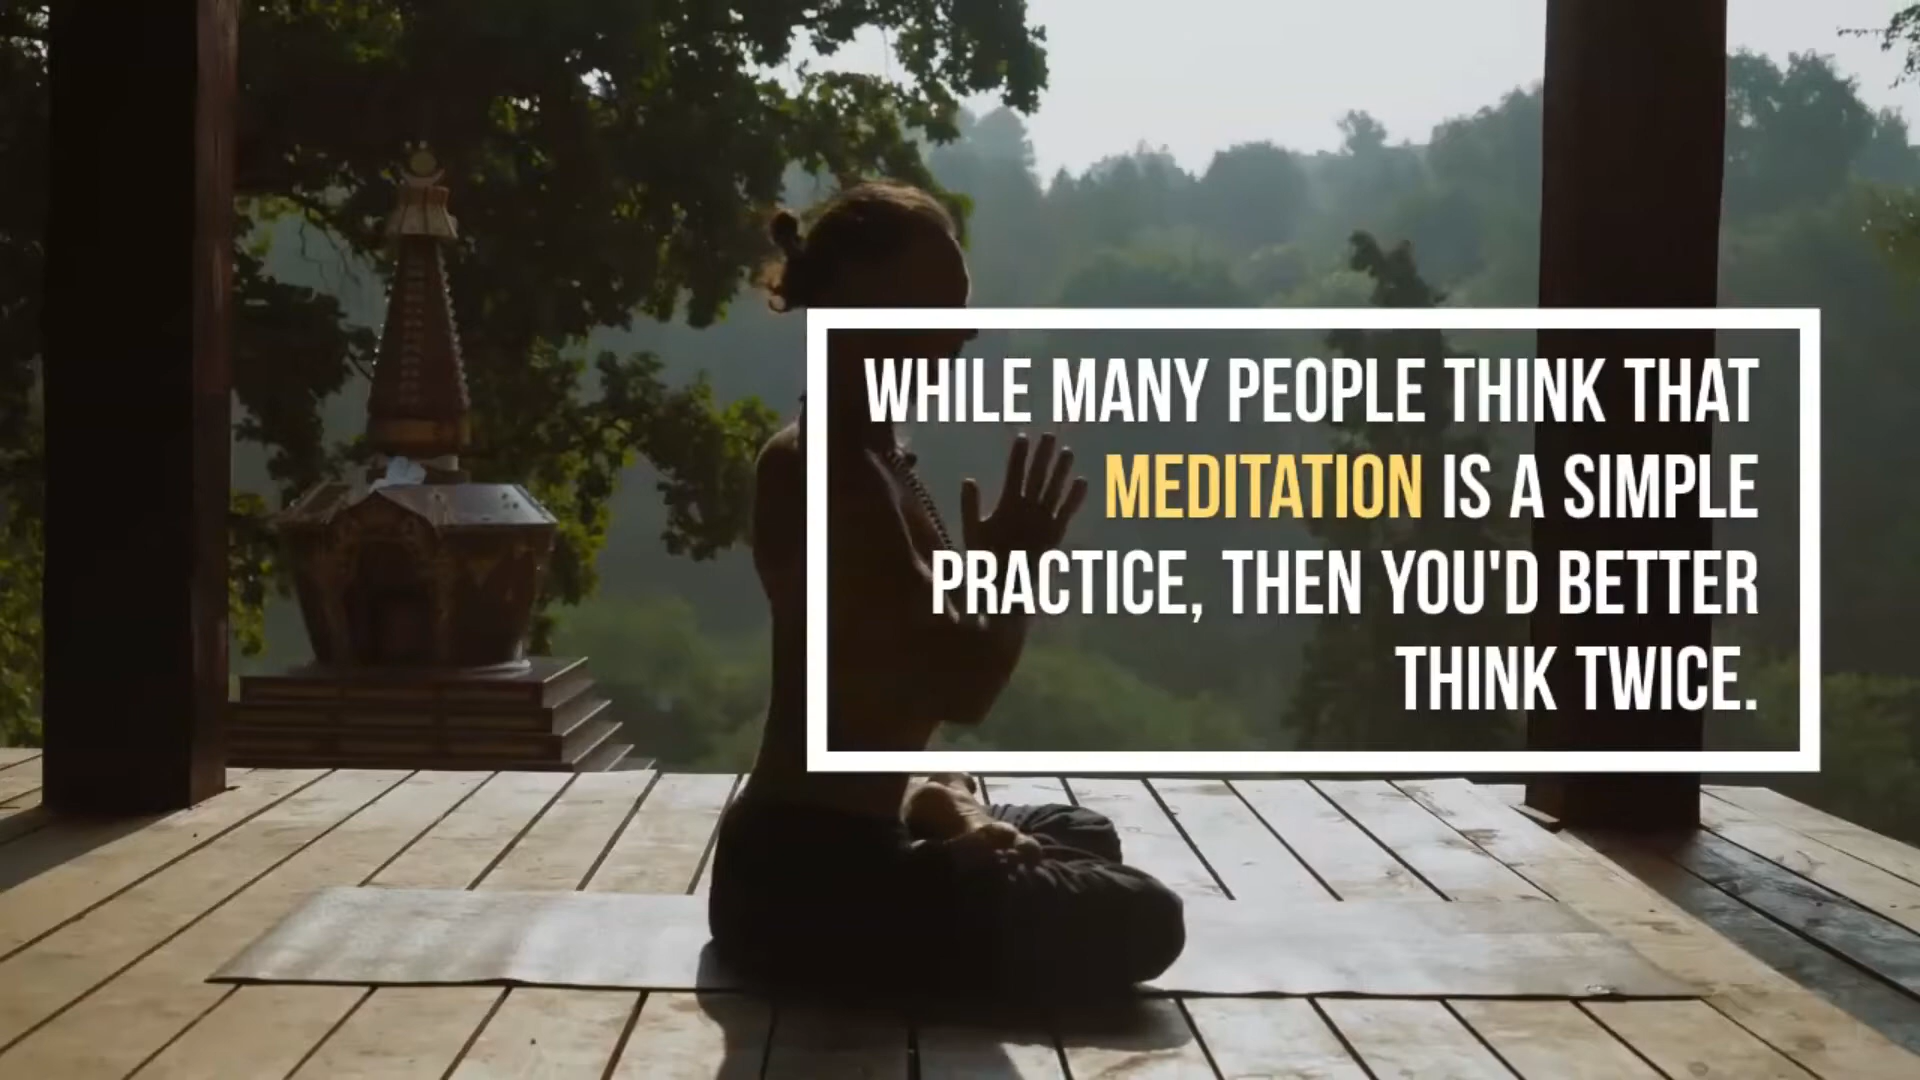 WHILE MANY PEOPLE THINK THAT
MEDITATION IS A SIMPLE
PRACTICE, THEN YOU'D BETTER
THINK TWICE.